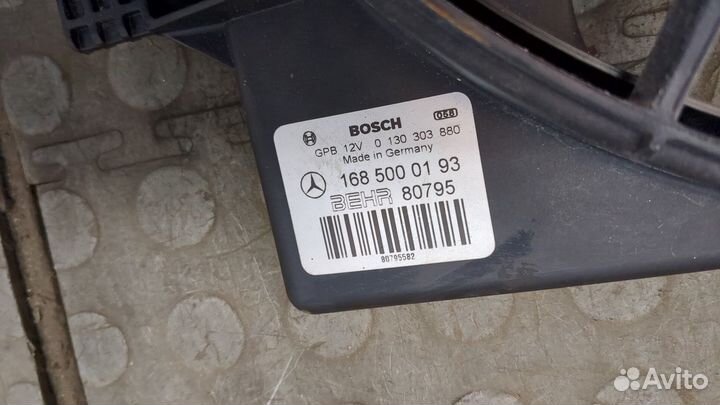 BOSCH 058
GPB 12V 0 130 303 880
Made in Germany
168 500 01 93
BEHR 80795
80795582
Avito